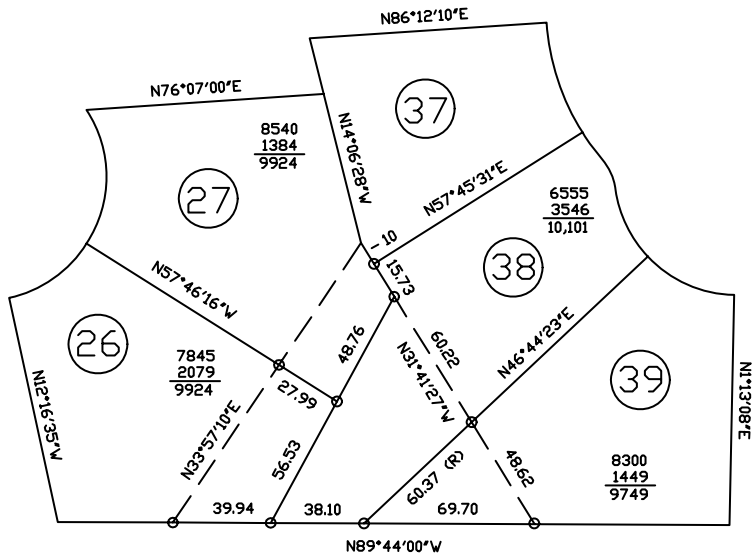 N86°12'10"E
N76°07'00"E
37
8540
1384
9924
N14°06'28"W
27
N57°45'31"E
6555
3546
10,101
10
15.73
38
N57°46'16"W
26
48.76
60.22
N46°44'23"E
N31°41'27"W
7845
2079
9924
27.99
39
N12°16'35"W
N33°57'10"E
N1°13'08"E
56.53
60.37 (R)
48.62
8300
1449
9749
39.94
38.10
69.70
N89°44'00"W